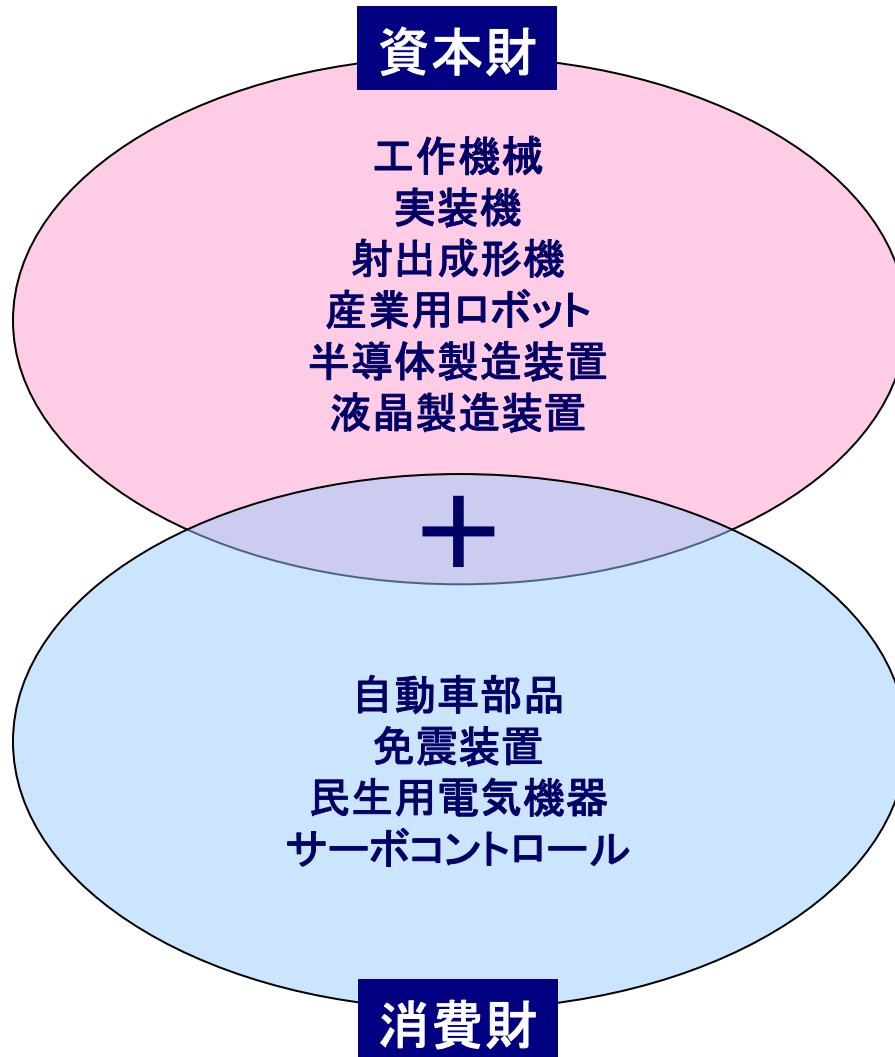 資本財
工作機械
実装機
射出成形機
産業用ロボット
半導体製造装置
液晶製造装置
＋
自動車部品
免震装置
民生用電気機器
サーボコントロール
消費財